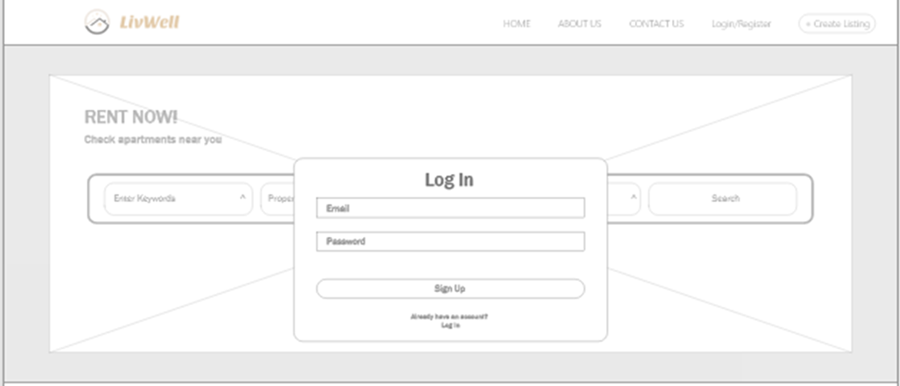 LivWell
HOME ABOUT US CONTACT US Login/Register + Create Listing
RENT NOW!
Check apartments near you
Enter Keywords
Proper
Search
Log In
Email
Password
Sign Up
Already have an account?
Log in